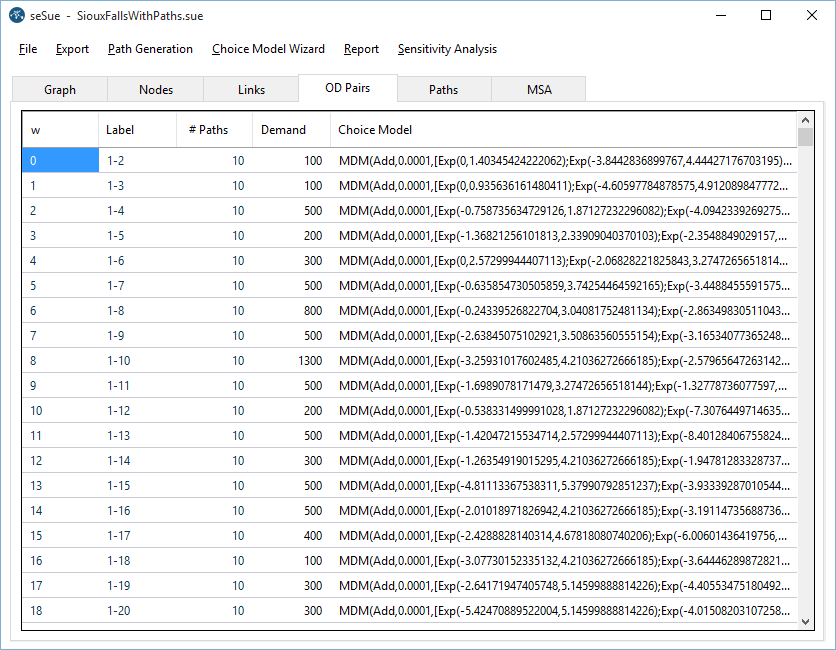 seSue - SiouxFallsWithPaths.sue
File Export Path Generation Choice Model Wizard Report Sensitivity Analysis
Graph Nodes Links OD Pairs Paths MSA
w Label # Paths Demand Choice Model
0 1-2 10 100 MDM(Add,0.0001,[Exp(0,1.40345424222062);Exp(-3.8442836899767,4.44427176703195)...
1 1-3 10 100 MDM(Add,0.0001,[Exp(0,0.935636161480411);Exp(-4.60597784878575,4.912089847772...
2 1-4 10 500 MDM(Add,0.0001,[Exp(-0.758735634729126,1.87127232296082);Exp(-4.0942339269275...
3 1-5 10 200 MDM(Add,0.0001,[Exp(-1.36821256101813,2.33909040370103);Exp(-2.3548849029157,...
4 1-6 10 300 MDM(Add,0.0001,[Exp(0,2.57299944407113);Exp(-2.06828221825843,3.2747265651814...
5 1-7 10 500 MDM(Add,0.0001,[Exp(-0.635854730505859,3.74254464592165);Exp(-3.4488455591575...
6 1-8 10 800 MDM(Add,0.0001,[Exp(-0.24339526822704,3.04081752481134);Exp(-2.86349830511043...
7 1-9 10 500 MDM(Add,0.0001,[Exp(-2.63845075102921,3.50863560555154);Exp(-3.16534077365248...
8 1-10 10 1300 MDM(Add,0.0001,[Exp(-3.25931017602485,4.21036272666185);Exp(-2.57965647263142...
9 1-11 10 500 MDM(Add,0.0001,[Exp(-1.6989078171479,3.27472656518144);Exp(-1.32778736077597,...
10 1-12 10 200 MDM(Add,0.0001,[Exp(-0.538331499991028,1.87127232296082);Exp(-7.3076449714635...
11 1-13 10 500 MDM(Add,0.0001,[Exp(-1.42047215534714,2.57299944407113);Exp(-8.40128406755824...
12 1-14 10 300 MDM(Add,0.0001,[Exp(-1.26354919015295,4.21036272666185);Exp(-1.94781283328737...
13 1-15 10 500 MDM(Add,0.0001,[Exp(-4.81113367538311,5.37990792851237);Exp(-3.93339287010544...
14 1-16 10 500 MDM(Add,0.0001,[Exp(-2.01018971826942,4.21036272666185);Exp(-3.19114735688736...
15 1-17 10 400 MDM(Add,0.0001,[Exp(-2.4288828140314,4.67818080740206);Exp(-6.00601436419756,...
16 1-18 10 100 MDM(Add,0.0001,[Exp(-3.07730152335132,4.21036272666185);Exp(-3.64446289872821...
17 1-19 10 300 MDM(Add,0.0001,[Exp(-2.64171947405748,5.14599888814226);Exp(-4.40553475180492...
18 1-20 10 300 MDM(Add,0.0001,[Exp(-5.42470889522004,5.14599888814226);Exp(-4.01508203107258...